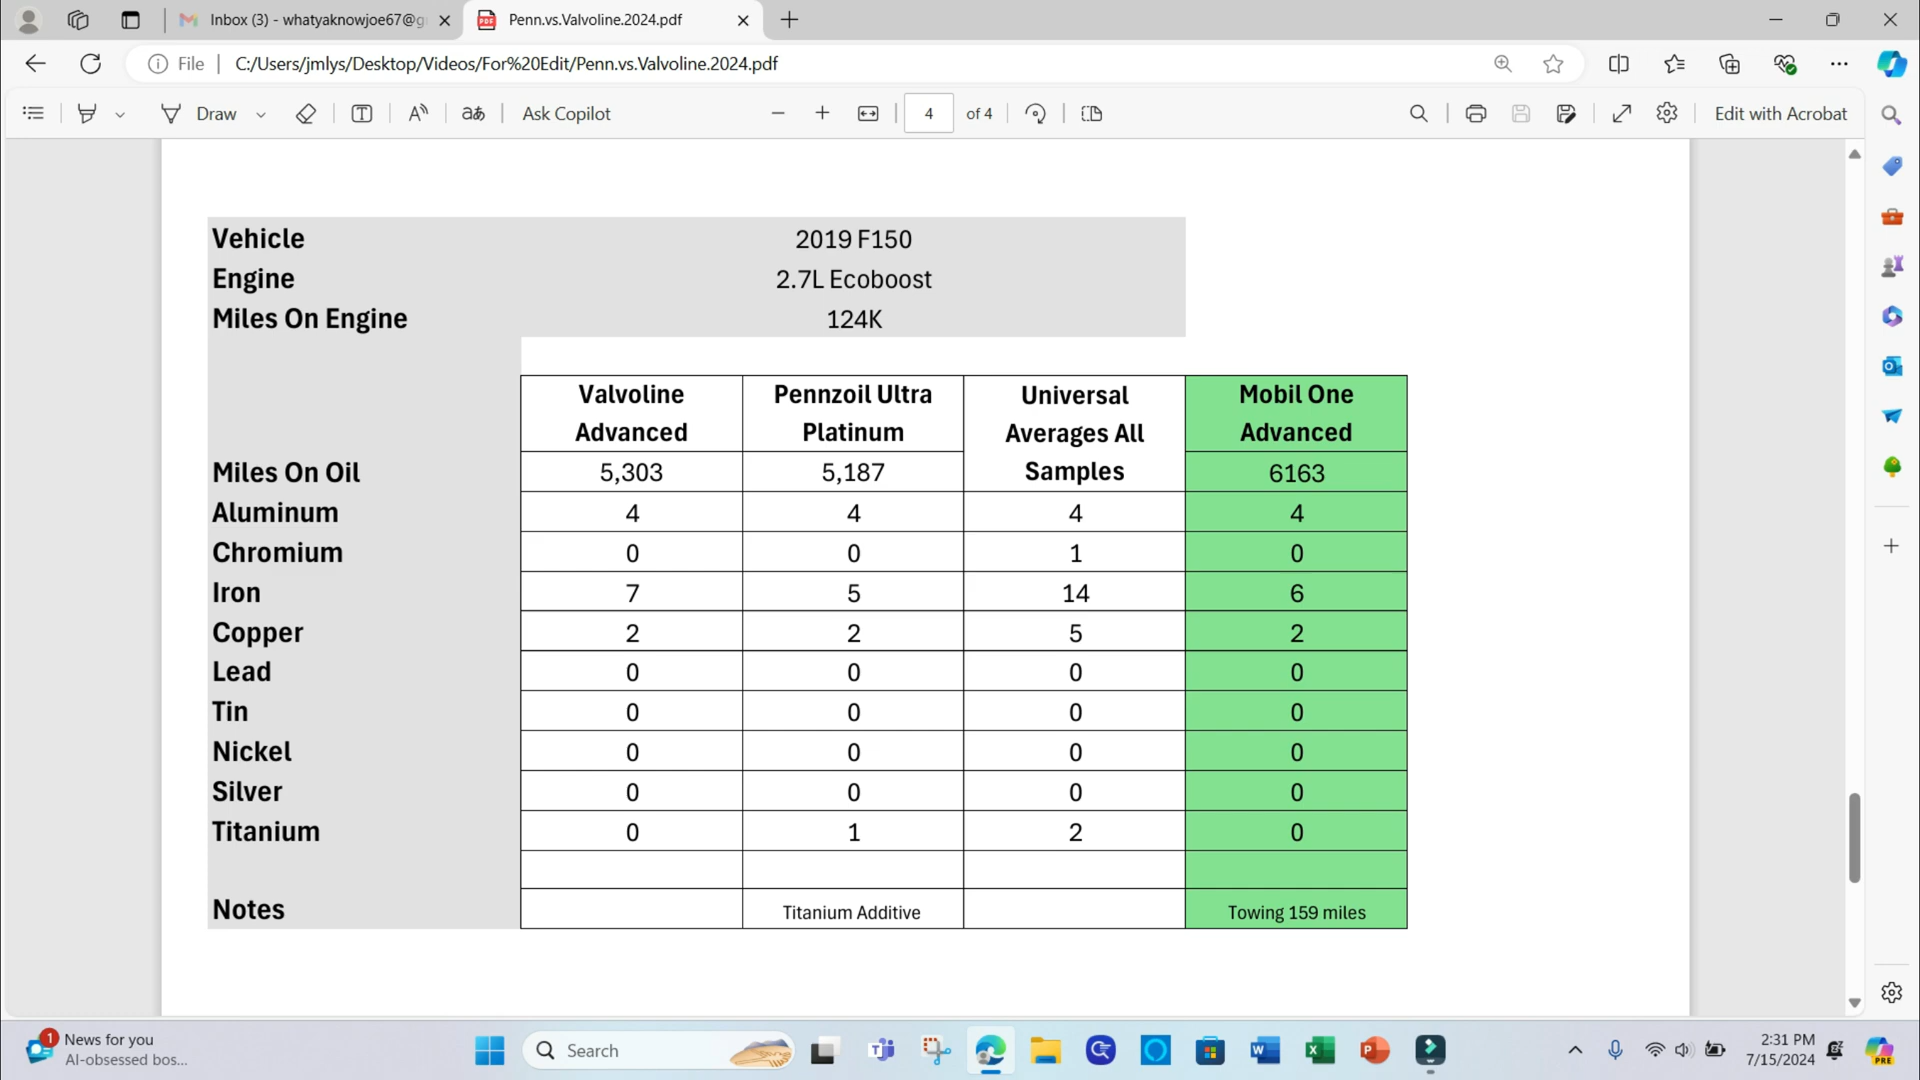 Inbox (3) - whatyaknowjoe67@g
Penn.vs.Valvoline.2024.pdf
File
C:/Users/jmlys/Desktop/Videos/For%20Edit/Penn.vs.Valvoline.2024.pdf
Draw
Ask Copilot
4 of 4
Edit with Acrobat
Vehicle 2019 F150
Engine 2.7L Ecoboost
Miles On Engine 124K
Valvoline Advanced
Pennzoil Ultra Platinum
Universal Averages All Samples
Mobil One Advanced
Miles On Oil 5,303 5,187 6163
Aluminum 4 4 4 4
Chromium 0 0 1 0
Iron 7 5 14 6
Copper 2 2 5 2
Lead 0 0 0 0
Tin 0 0 0 0
Nickel 0 0 0 0
Silver 0 0 0 0
Titanium 0 1 2 0
Notes Titanium Additive Towing 159 miles
1
News for you
AI-obsessed bos...
Search
2:31 PM
7/15/2024
PRE